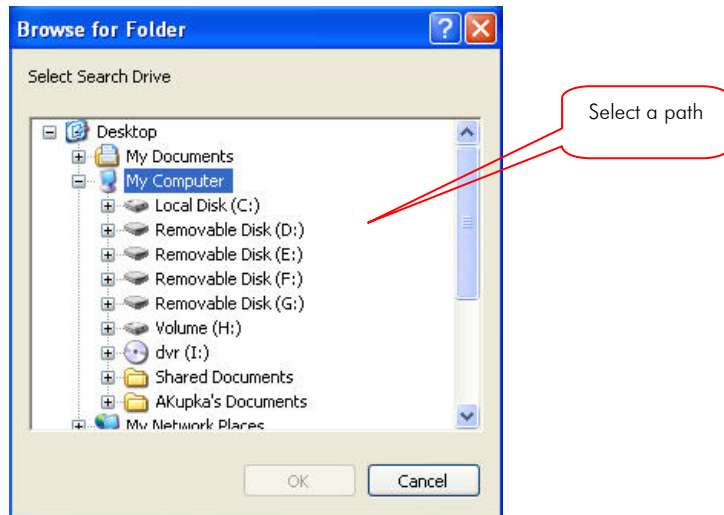 Browse for Folder
Select Search Drive
Select a path
Desktop
My Documents
My Computer
Local Disk (C:)
Removable Disk (D:)
Removable Disk (E:)
Removable Disk (F:)
Removable Disk (G:)
Volume (H:)
dvr (I:)
Shared Documents
AKupka's Documents
My Network Places
OK
Cancel